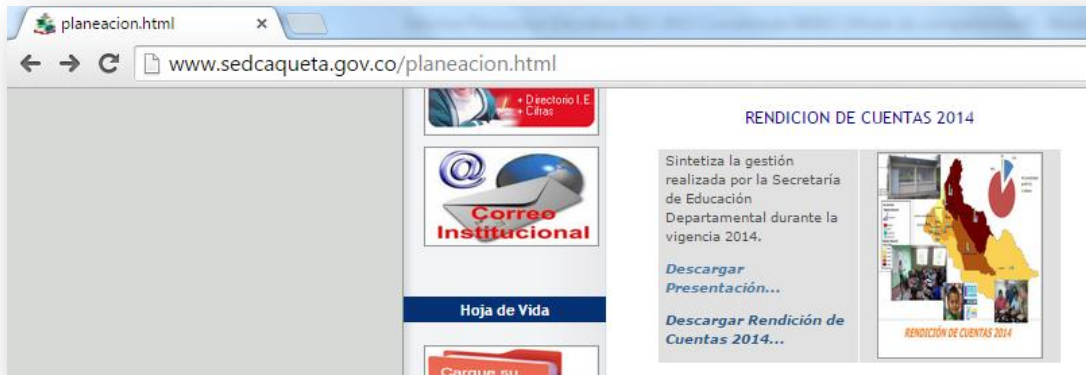 planeacion.html
www.sedcaqueta.gov.co/planeacion.html
+ Directorio I.E.
+ Cifras
@
Correo
Institucional
Hoja de Vida
Cargue su
RENDICION DE CUENTAS 2014
Sintetiza la gestión
realizada por la Secretaría
de Educación
Departamental durante la
vigencia 2014.
Descargar
Presentación...
Descargar Rendición de
Cuentas 2014...
RENDICIÓN DE CUENTAS 2014